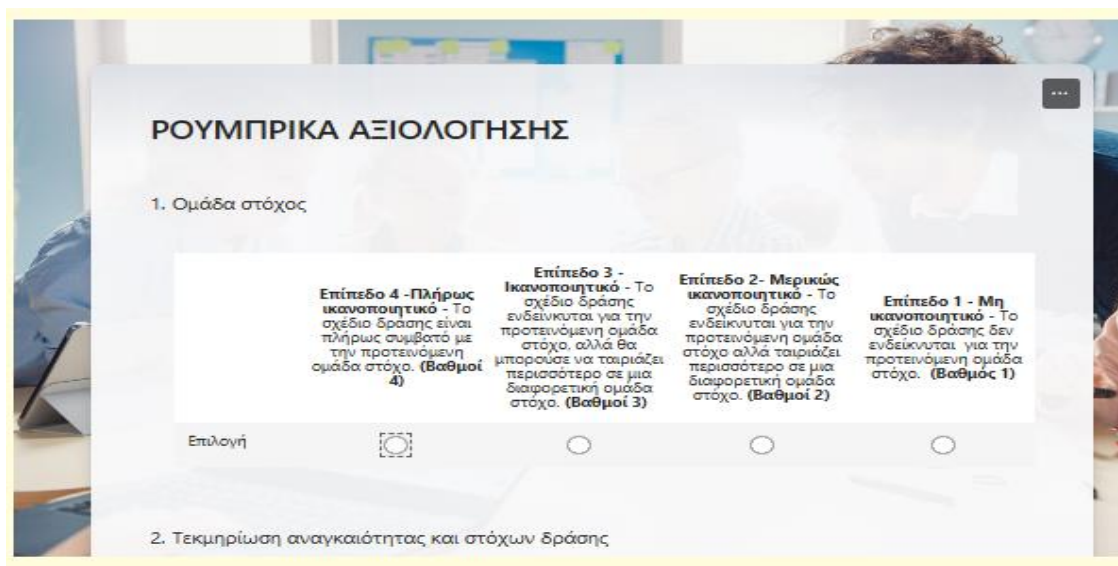 ΡΟΥΜΠΡΙΚΑ ΑΞΙΟΛΟΓΗΣΗΣ
1. Ομάδα στόχος
Επίπεδο 4 -Πλήρως
ικανοποιητικό - Το
σχέδιο δράσης είναι
πλήρως συμβατό με
την προτεινόμενη
ομάδα στόχο. (Βαθμοί
4)
Επίπεδο 3 -
Ικανοποιητικό - Το
σχέδιο δράσης
ενδείνκυται για την
προτεινόμενη ομάδα
στόχο, αλλά θα
μπορούσε να ταιριάζει
περισσότερο σε μια
διαφορετική ομάδα
στόχο. (Βαθμοί 3)
Επίπεδο 2- Μερικώς
ικανοποιητικό - Το
σχέδιο δράσης
ενδείκνυται για την
προτεινόμενη ομάδα
στόχο αλλά ταιριάζει
περισσότερο σε μια
διαφορετική ομάδα
στόχο. (Βαθμοί 2)
Επίπεδο 1 - Μη
ικανοποιητικό - Το
σχέδιο δράσης δεν
ενδείκνυται για την
προτεινόμενη ομάδα
στόχο. (Βαθμός 1)
Επιλογή
2. Τεκμηρίωση αναγκαιότητας και στόχων δράσης